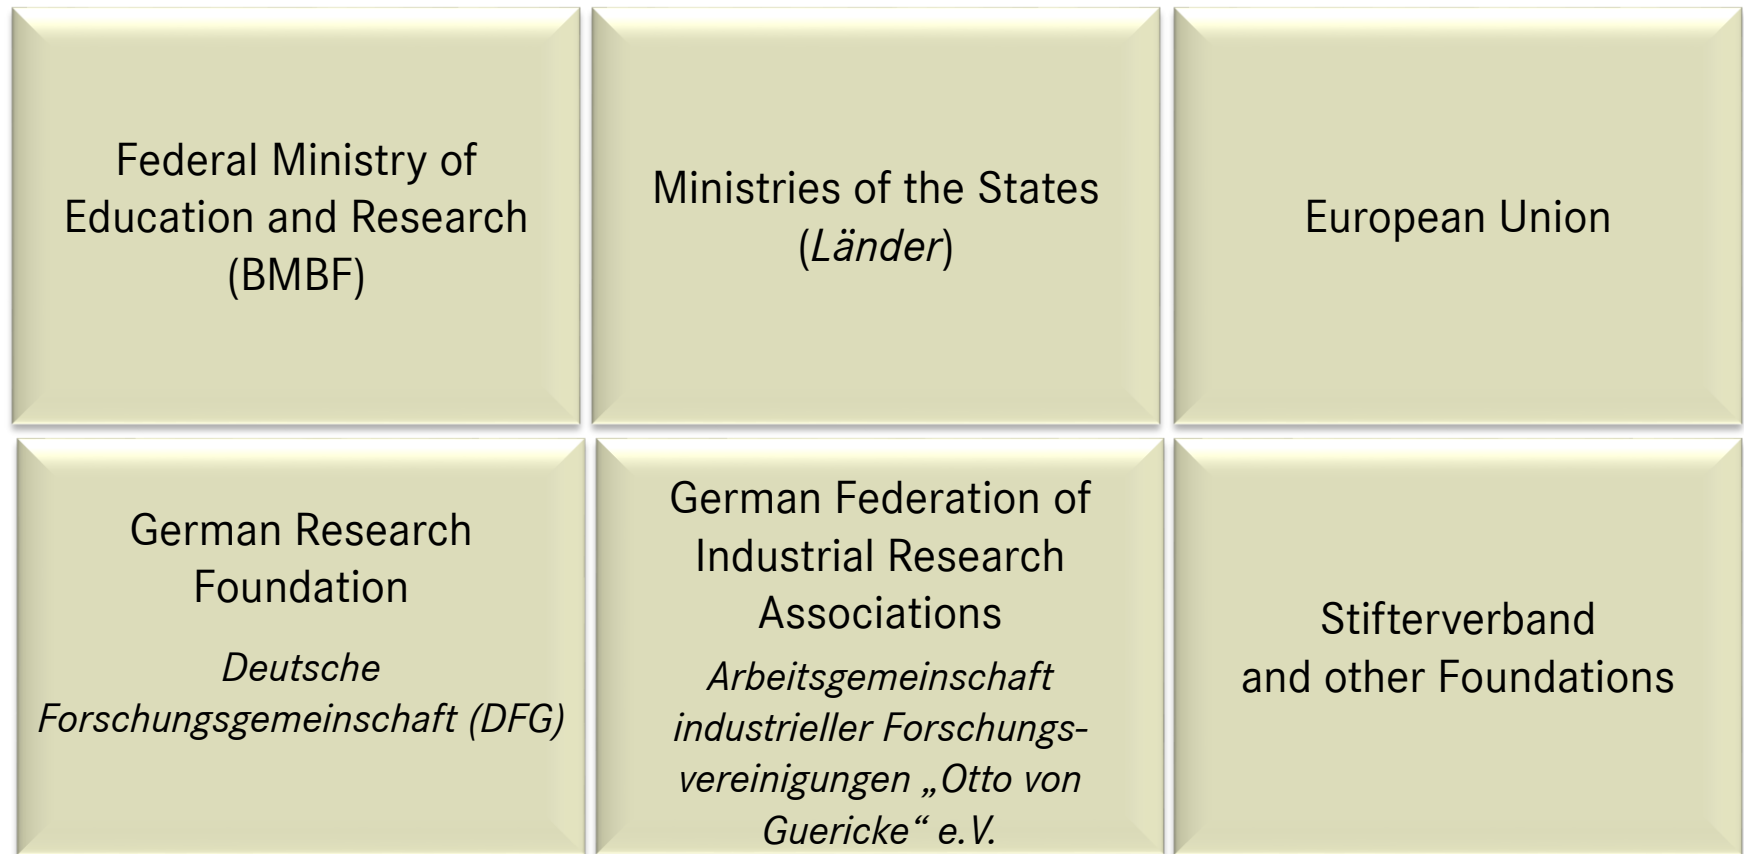 Federal Ministry of
Education and Research
(BMBF)
Ministries of the States
(Länder)
European Union
German Research
Foundation
Deutsche
Forschungsgemeinschaft (DFG)
German Federation of
Industrial Research
Associations
Arbeitsgemeinschaft
industrieller Forschungs-
vereinigungen „Otto von
Guericke“ e.V.
Stifterverband
and other Foundations